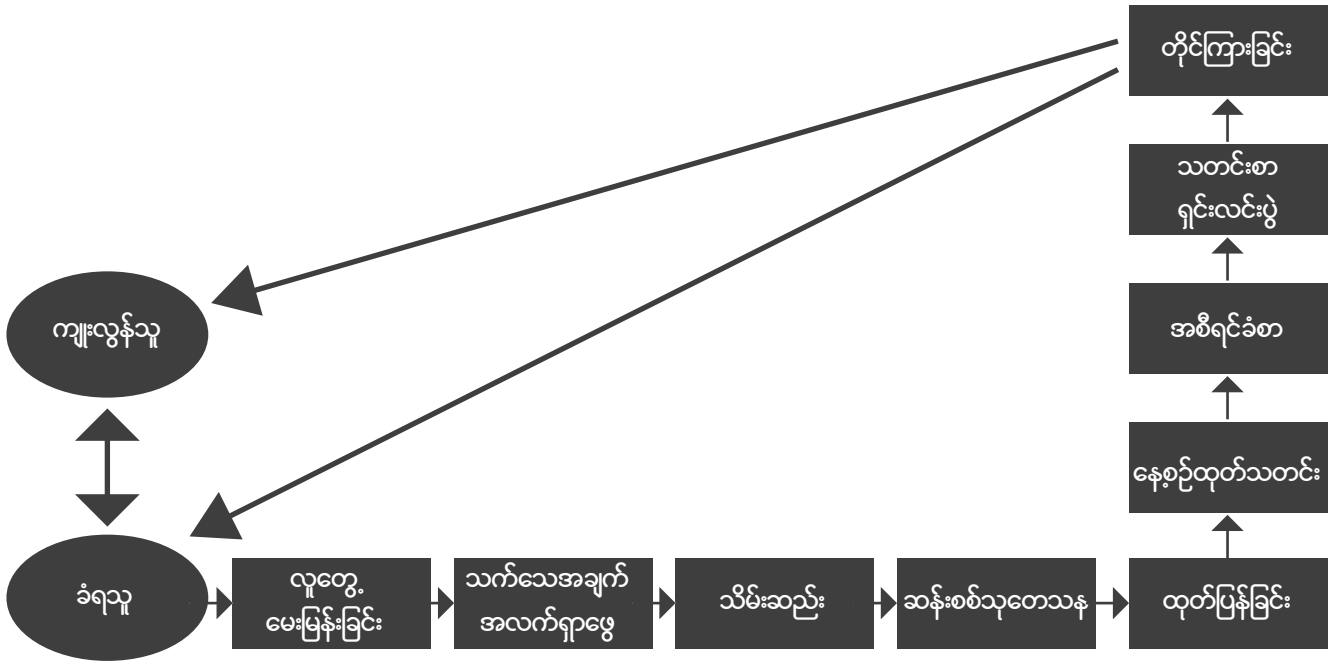 တိုင်ကြားခြင်း
သတင်းစာ
ရှင်းလင်းပွဲ
ကျူးလွန်သူ
အစီရင်ခံစာ
နေ့စဉ်ထုတ်သတင်း
ခံရသူ
လူတွေ့
မေးမြန်းခြင်း
သက်သေအချက်
အလက်ရှာဖွေ
သိမ်းဆည်း
ဆန်းစစ်သုတေသန
ထုတ်ပြန်ခြင်း